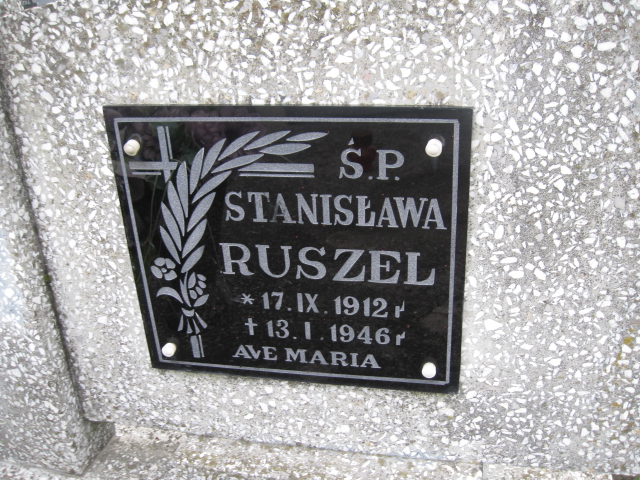 Ś.P.
STANISŁAWA
RUSZEL
* 17.IX.1912 r
† 13.I.1946 r
AVE MARIA